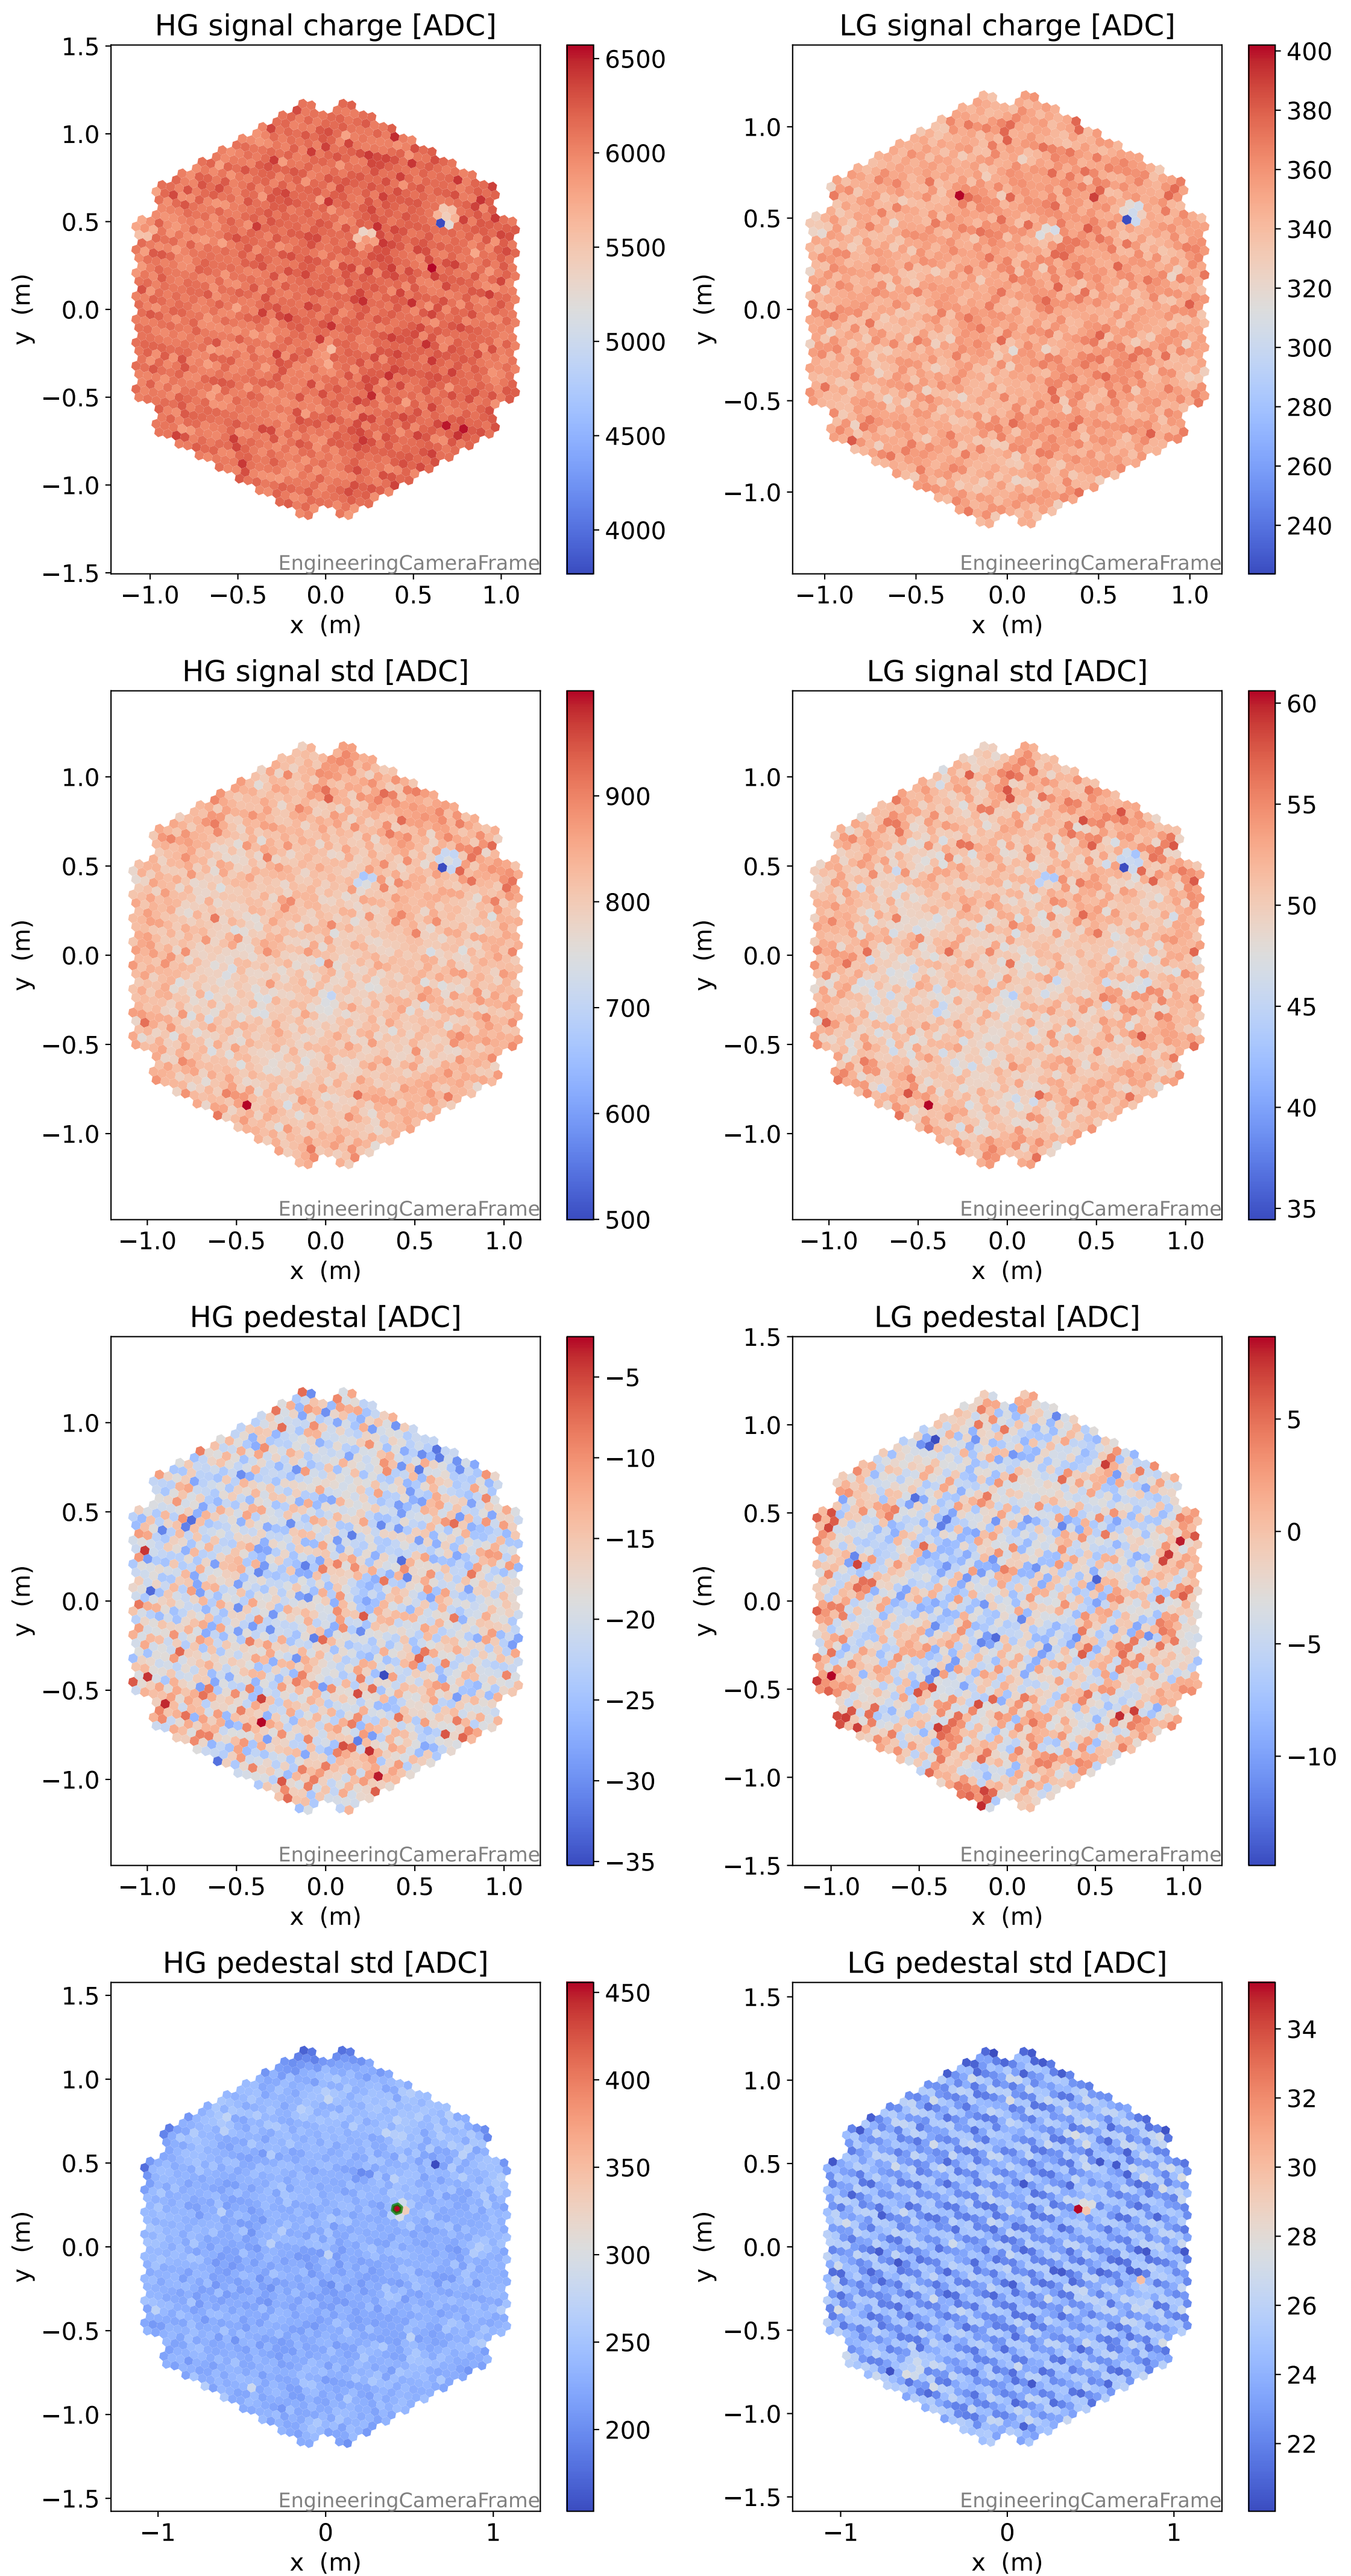 HG signal charge [ADC]
1.5
1.0
0.5
0.0
−0.5
−1.0
−1.5
y (m)
−1.0 −0.5 0.0 0.5 1.0
x (m)
EngineeringCameraFrame
6500
6000
5500
5000
4500
4000
LG signal charge [ADC]
1.0
0.5
0.0
−0.5
−1.0
y (m)
−1.0 −0.5 0.0 0.5 1.0
x (m)
EngineeringCameraFrame
400
380
360
340
320
300
280
260
240
HG signal std [ADC]
1.0
0.5
0.0
−0.5
−1.0
y (m)
−1.0 −0.5 0.0 0.5 1.0
x (m)
EngineeringCameraFrame
900
800
700
600
500
LG signal std [ADC]
1.0
0.5
0.0
−0.5
−1.0
y (m)
−1.0 −0.5 0.0 0.5 1.0
x (m)
EngineeringCameraFrame
60
55
50
45
40
35
HG pedestal [ADC]
1.0
0.5
0.0
−0.5
−1.0
y (m)
−1.0 −0.5 0.0 0.5 1.0
x (m)
EngineeringCameraFrame
−5
−10
−15
−20
−25
−30
−35
LG pedestal [ADC]
1.5
1.0
0.5
0.0
−0.5
−1.0
−1.5
y (m)
−1.0 −0.5 0.0 0.5 1.0
x (m)
EngineeringCameraFrame
5
0
−5
−10
HG pedestal std [ADC]
1.5
1.0
0.5
0.0
−0.5
−1.0
−1.5
y (m)
−1 0 1
x (m)
EngineeringCameraFrame
450
400
350
300
250
200
LG pedestal std [ADC]
1.5
1.0
0.5
0.0
−0.5
−1.0
−1.5
y (m)
−1 0 1
x (m)
EngineeringCameraFrame
34
32
30
28
26
24
22